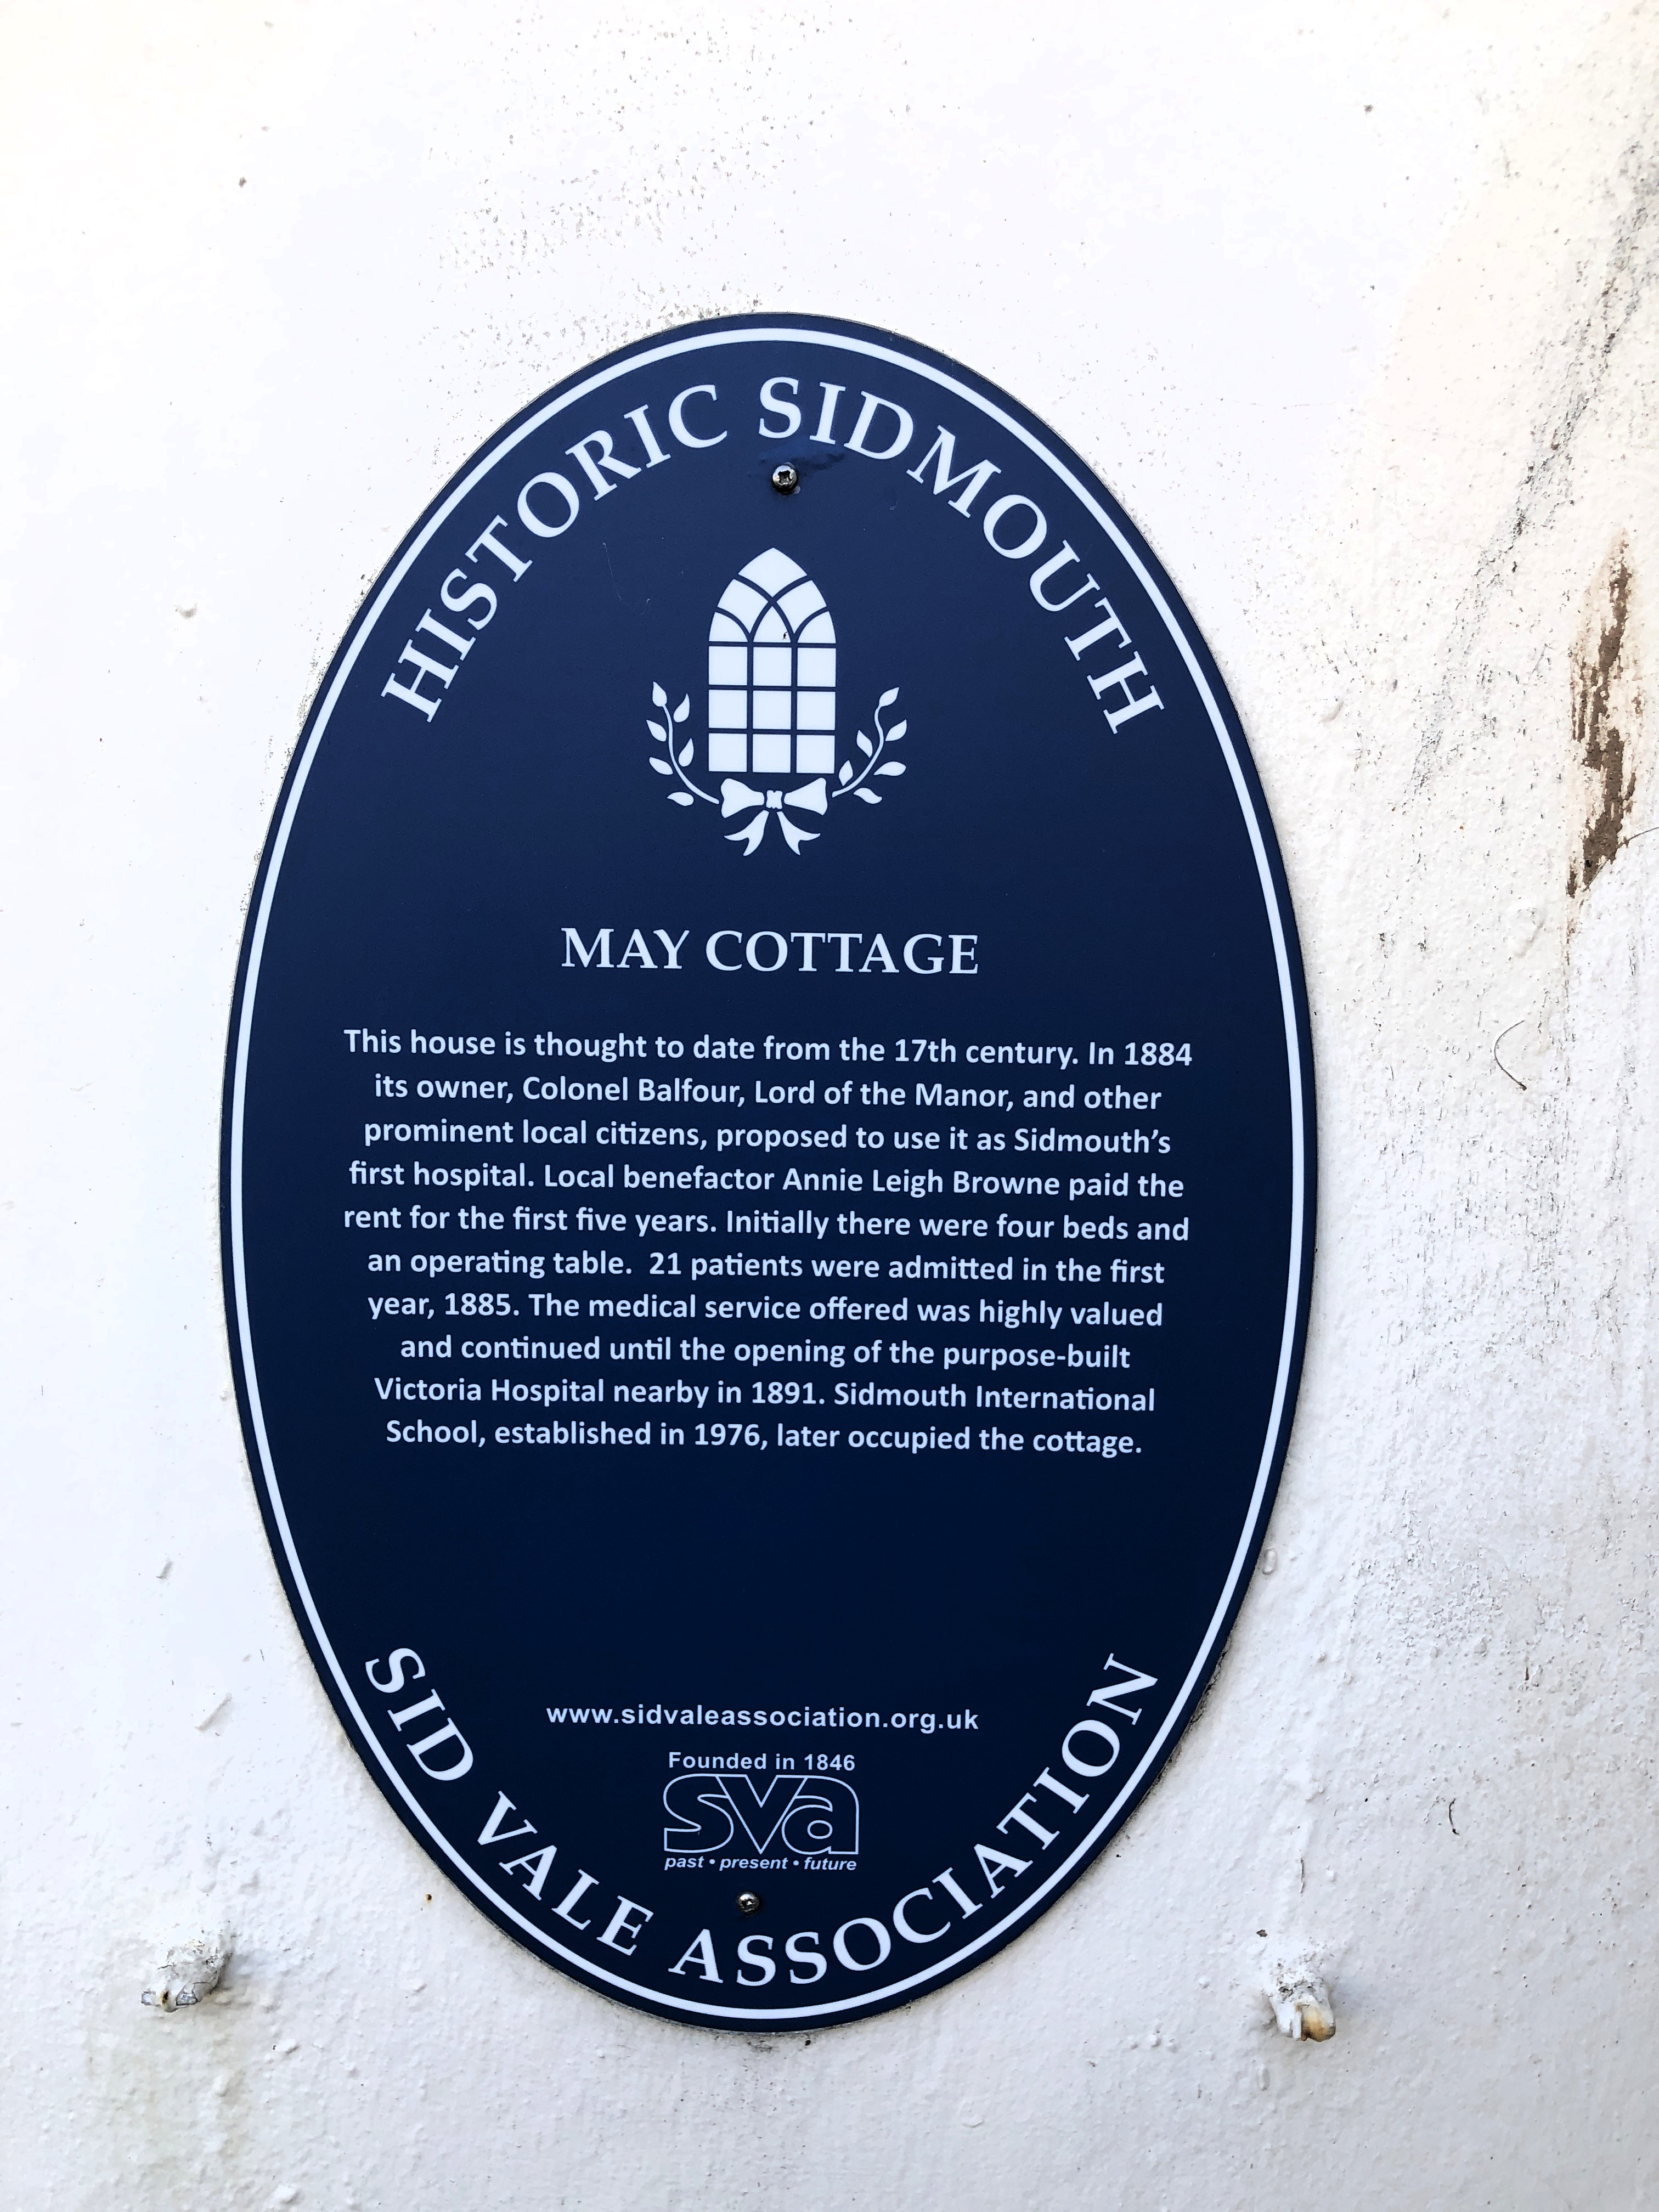 HISTORIC SIDMOUTH
MAY COTTAGE
This house is thought to date from the 17th century. In 1884
its owner, Colonel Balfour, Lord of the Manor, and other
prominent local citizens, proposed to use it as Sidmouth’s
first hospital. Local benefactor Annie Leigh Browne paid the
rent for the first five years. Initially there were four beds and
an operating table.  21 patients were admitted in the first
year, 1885. The medical service offered was highly valued
and continued until the opening of the purpose-built
Victoria Hospital nearby in 1891. Sidmouth International
School, established in 1976, later occupied the cottage.
www.sidvaleassociation.org.uk
Founded in 1846
sva
past • present • future
SID VALE ASSOCIATION